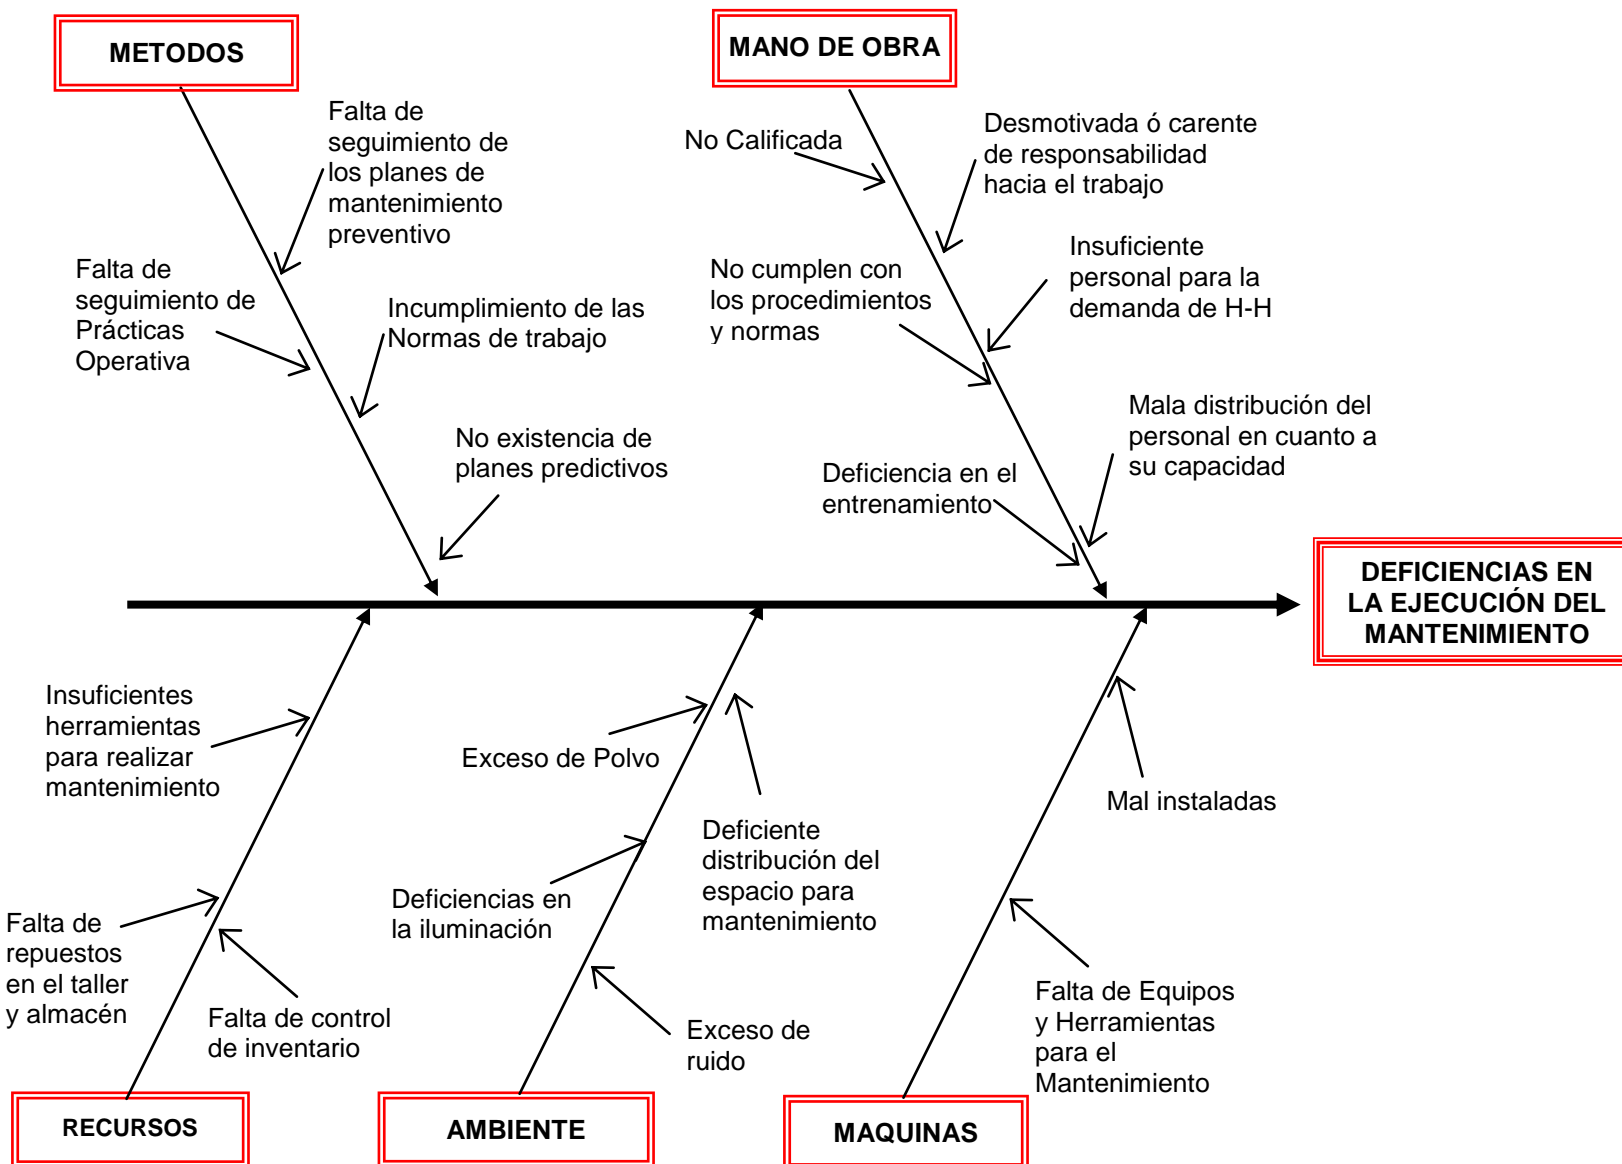 METODOS
MANO DE OBRA
Falta de
seguimiento de
los planes de
mantenimiento
preventivo
Falta de
seguimiento de
Prácticas
Operativa
Incumplimiento de las
Normas de trabajo
No existencia de
planes predictivos
No Calificada
Desmotivada ó carente
de responsabilidad
hacia el trabajo
No cumplen con
los procedimientos
y normas
Insuficiente
personal para la
demanda de H-H
Deficiencia en el
entrenamiento
Mala distribución del
personal en cuanto a
su capacidad
DEFICIENCIAS EN
LA EJECUCIÓN DEL
MANTENIMIENTO
Insuficientes
herramientas
para realizar
mantenimiento
Falta de
repuestos
en el taller
y almacén
Falta de control
de inventario
Exceso de Polvo
Deficiencias en
la iluminación
Deficiente
distribución del
espacio para
mantenimiento
Exceso de
ruido
Mal instaladas
Falta de Equipos
y Herramientas
para el
Mantenimiento
RECURSOS
AMBIENTE
MAQUINAS